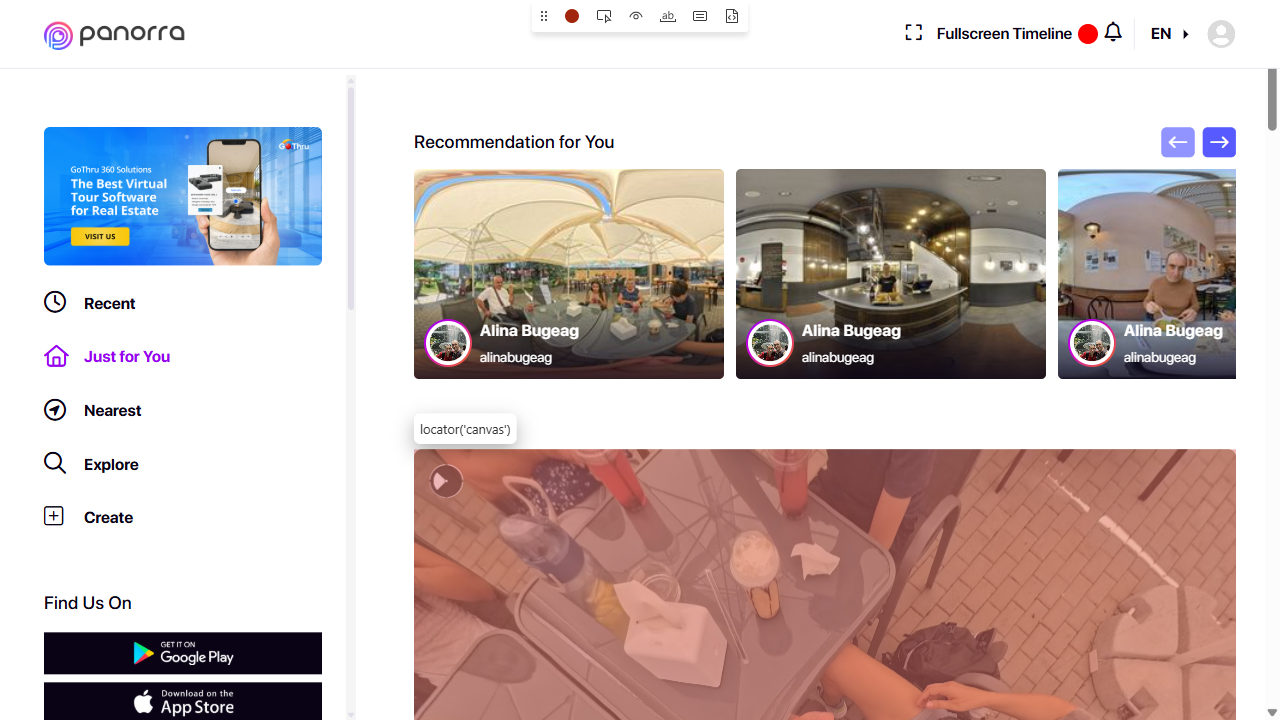 panorra
ab
Fullscreen Timeline
EN
GoThru
GoThru 360 Solutions
The Best Virtual
Tour Software
for Real Estate
VISIT US
Recent
Just for You
Nearest
Explore
Create
Find Us On
GET IT ON
Google Play
Download on the
App Store
Recommendation for You
Alina Bugeag
alinabugeag
Alina Bugeag
alinabugeag
Alina Bugeag
alinabugeag
locator('canvas')